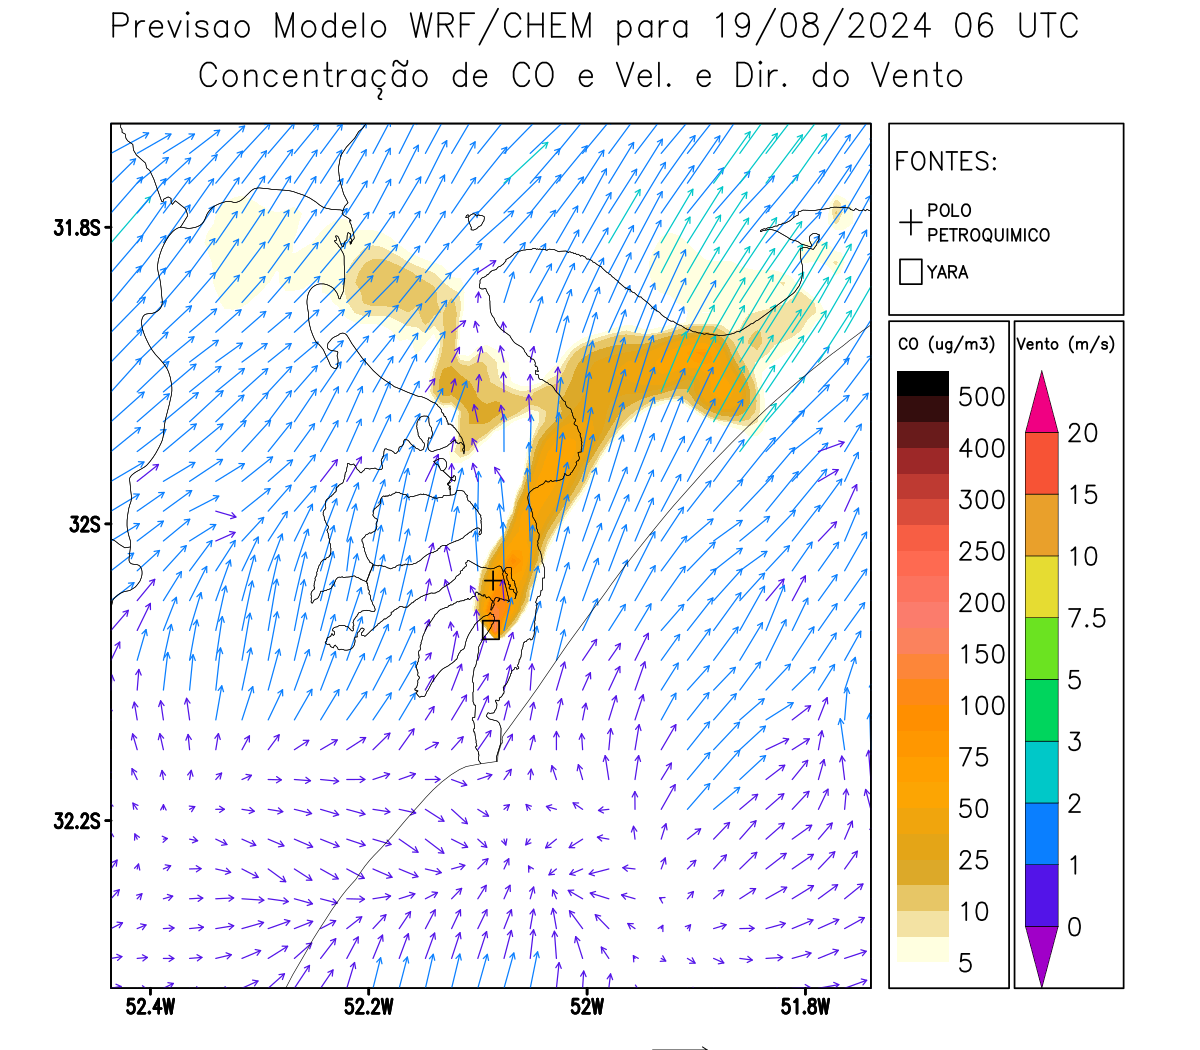 Previsao Modelo WRF/CHEM para 19/08/2024 06 UTC
Concentração de CO e Vel. e Dir. do Vento
FONTES:
POLO
PETROQUIMICO
YARA
CO (ug/m3)
500
400
300
250
200
150
100
75
50
25
10
5
Vento (m/s)
20
15
10
7.5
5
3
2
1
0
31.8S
32S
32.2S
52.4W 52.2W 52W 51.8W